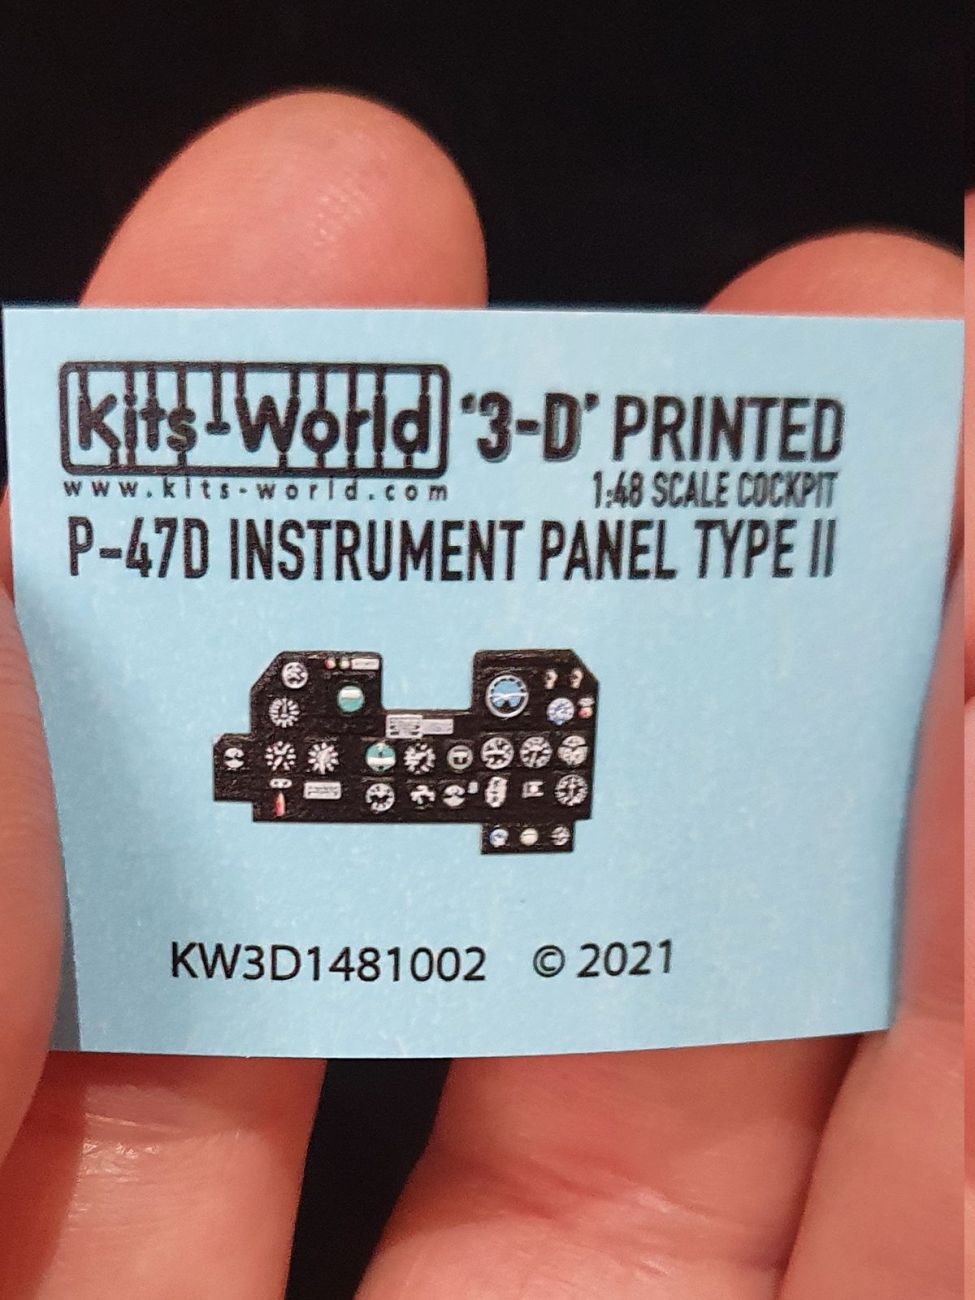 Kits-World '3-D' PRINTED
www.kits-world.com 1:48 SCALE COCKPIT
P-47D INSTRUMENT PANEL TYPE II
KW3D1481002 © 2021